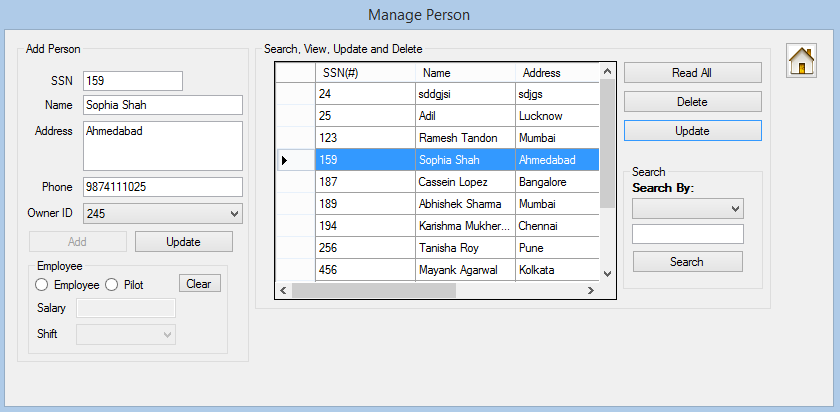 Manage Person
Add Person
SSN 159
Name Sophia Shah
Address Ahmedabad
Phone 9874111025
Owner ID 245
Add Update
Employee
Employee Pilot Clear
Salary
Shift
Search, View, Update and Delete
SSN(#) Name Address
24 sddgjsi sdjgs
25 Adil Lucknow
123 Ramesh Tandon Mumbai
159 Sophia Shah Ahmedabad
187 Cassein Lopez Bangalore
189 Abhishek Sharma Mumbai
194 Karishma Mukher... Chennai
256 Tanisha Roy Pune
456 Mayank Agarwal Kolkata
Read All
Delete
Update
Search
Search By:
Search